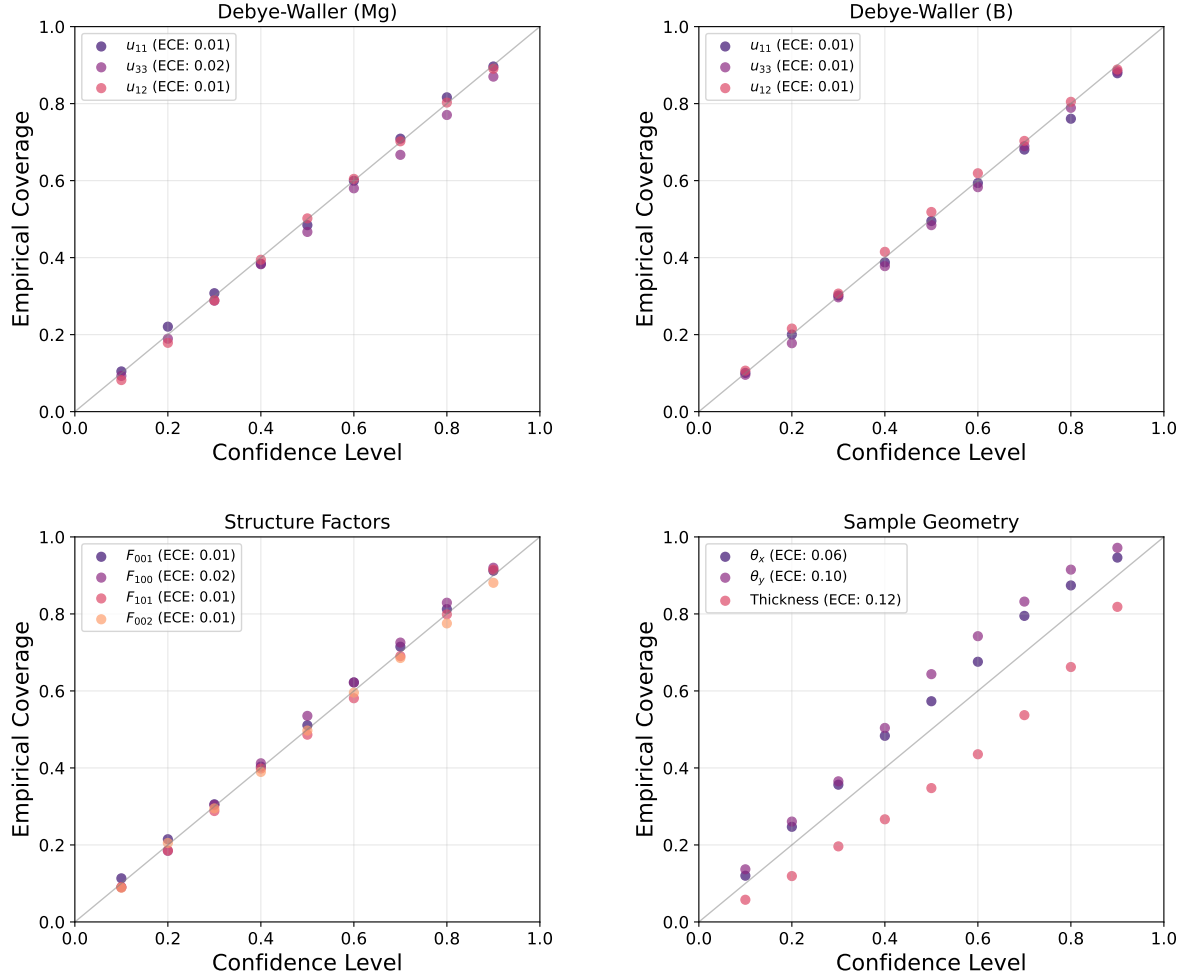 Debye-Waller (Mg)
1.0
0.8
0.6
0.4
0.2
0.0
Empirical Coverage
u₁₁ (ECE: 0.01)
u₃₃ (ECE: 0.02)
u₁₂ (ECE: 0.01)
0.0 0.2 0.4 0.6 0.8 1.0
Confidence Level
Debye-Waller (B)
1.0
0.8
0.6
0.4
0.2
0.0
Empirical Coverage
u₁₁ (ECE: 0.01)
u₃₃ (ECE: 0.01)
u₁₂ (ECE: 0.01)
0.0 0.2 0.4 0.6 0.8 1.0
Confidence Level
Structure Factors
1.0
0.8
0.6
0.4
0.2
0.0
Empirical Coverage
F₀₀₁ (ECE: 0.01)
F₁₀₀ (ECE: 0.02)
F₁₀₁ (ECE: 0.01)
F₀₀₂ (ECE: 0.01)
0.0 0.2 0.4 0.6 0.8 1.0
Confidence Level
Sample Geometry
1.0
0.8
0.6
0.4
0.2
0.0
Empirical Coverage
θₓ (ECE: 0.06)
θ_y (ECE: 0.10)
Thickness (ECE: 0.12)
0.0 0.2 0.4 0.6 0.8 1.0
Confidence Level